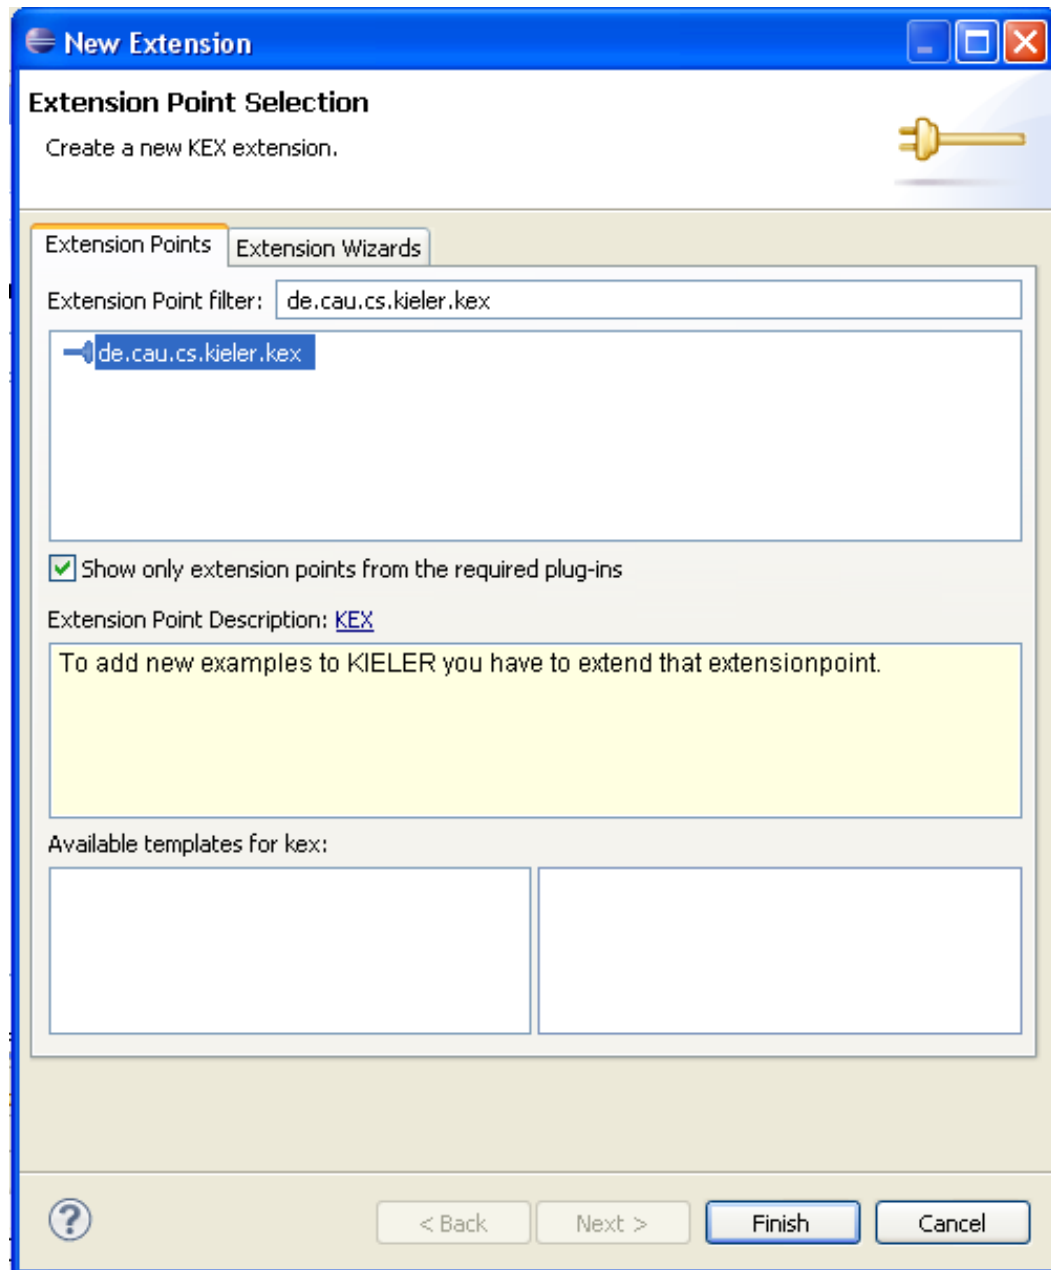 New Extension
Extension Point Selection
Create a new KEX extension.
Extension Points
Extension Wizards
Extension Point filter: de.cau.cs.kieler.kex
de.cau.cs.kieler.kex
Show only extension points from the required plug-ins
Extension Point Description: KEX
To add new examples to KIELER you have to extend that extensionpoint.
Available templates for kex:
? < Back Next > Finish Cancel